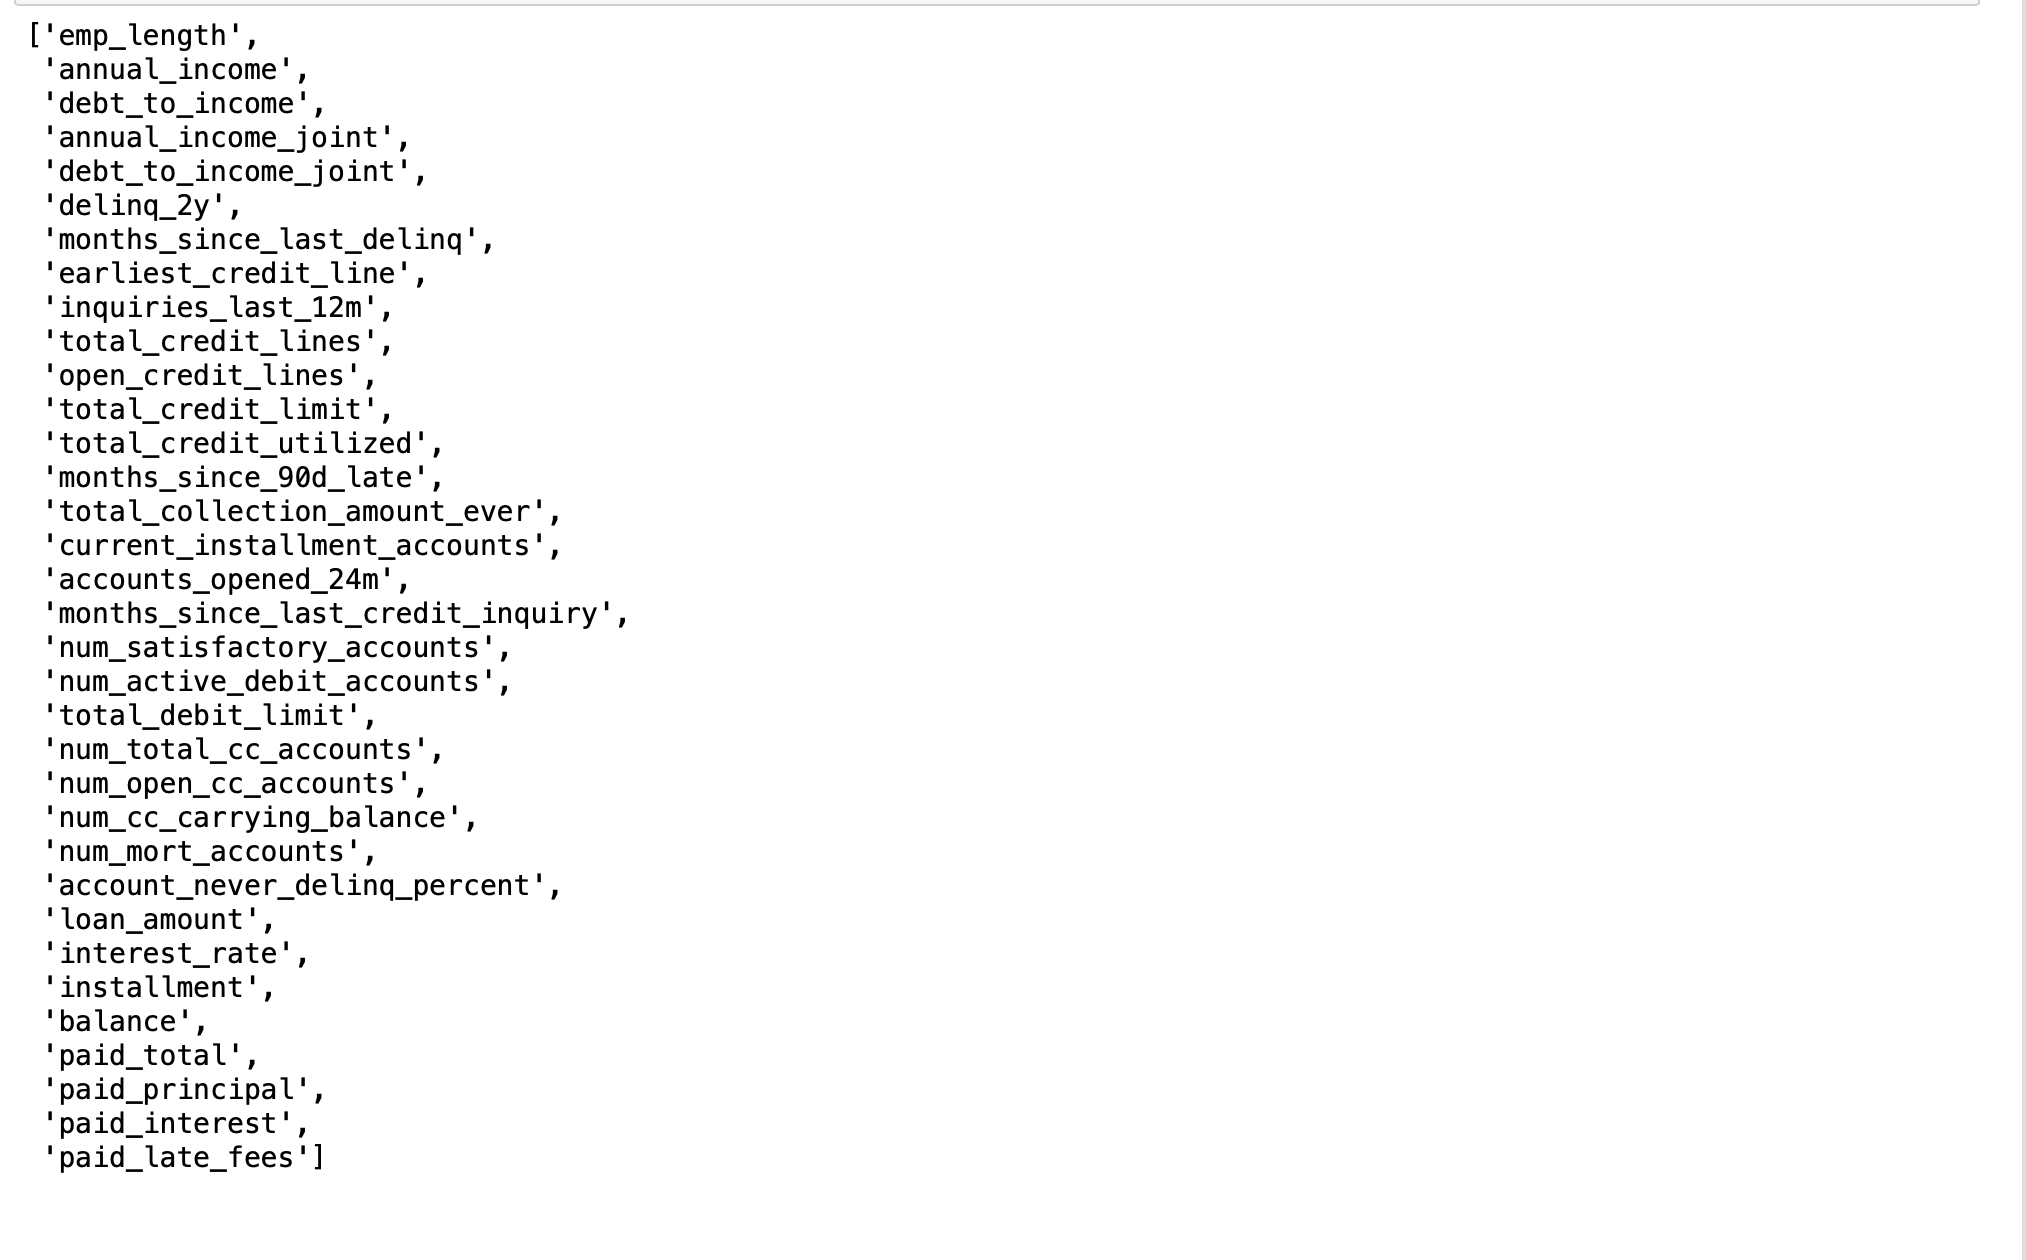 ['emp_length',
'annual_income',
'debt_to_income',
'annual_income_joint',
'debt_to_income_joint',
'delinq_2y',
'months_since_last_delinq',
'earliest_credit_line',
'inquiries_last_12m',
'total_credit_lines',
'open_credit_lines',
'total_credit_limit',
'total_credit_utilized',
'months_since_90d_late',
'total_collection_amount_ever',
'current_installment_accounts',
'accounts_opened_24m',
'months_since_last_credit_inquiry',
'num_satisfactory_accounts',
'num_active_debit_accounts',
'total_debit_limit',
'num_total_cc_accounts',
'num_open_cc_accounts',
'num_cc_carrying_balance',
'num_mort_accounts',
'account_never_delinq_percent',
'loan_amount',
'interest_rate',
'installment',
'balance',
'paid_total',
'paid_principal',
'paid_interest',
'paid_late_fees']